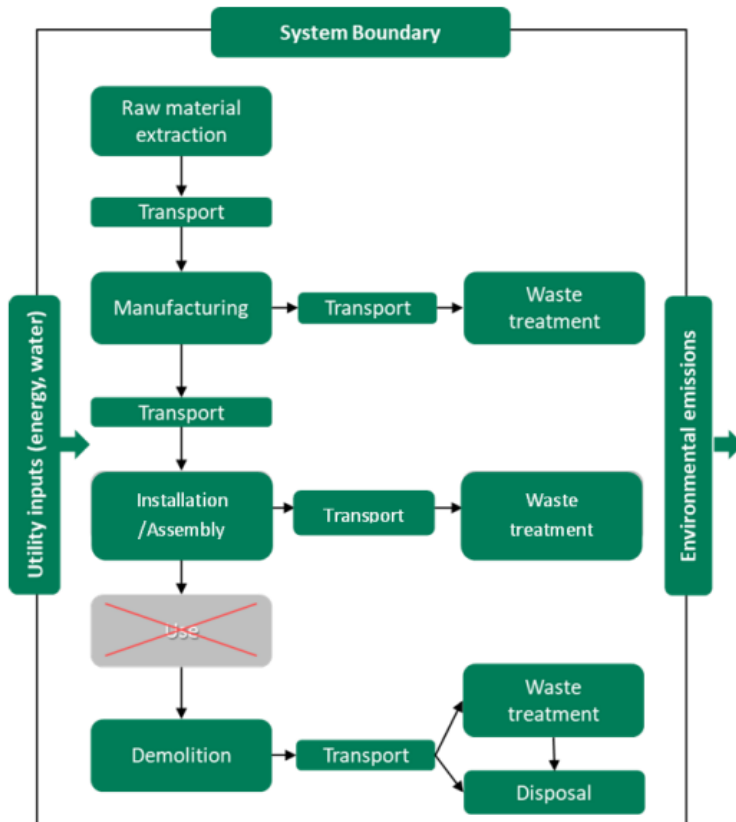 System Boundary
Raw material
extraction
Transport
Manufacturing
Transport
Waste
treatment
Transport
Installation
/Assembly
Transport
Waste
treatment
Use
Demolition
Transport
Waste
treatment
Disposal
Utility inputs (energy, water)
Environmental emissions